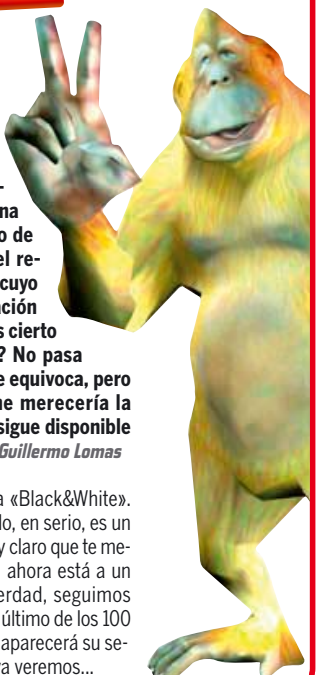 -
na
o de
el re-
cuyo
ación
s cierto
? No pasa
e equivoca, pero
ne merecería la
sigue disponible
Guillermo Lomas
a «Black&White».
do, en serio, es un
y claro que te me-
ahora está a un
erdad, seguimos
último de los 100
aparecerá su se-
va veremos...